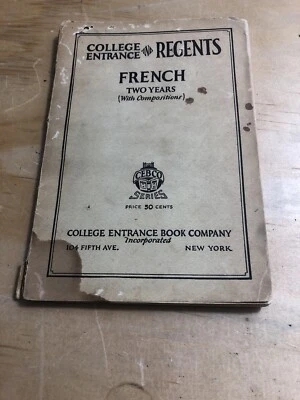 COLLEGE ENTRANCE AND REGENTS
FRENCH
TWO YEARS
(With Compositions)
CEBCO
SERIES
PRICE 50 CENTS
COLLEGE ENTRANCE BOOK COMPANY
Incorporated
104 FIFTH AVE. NEW YORK